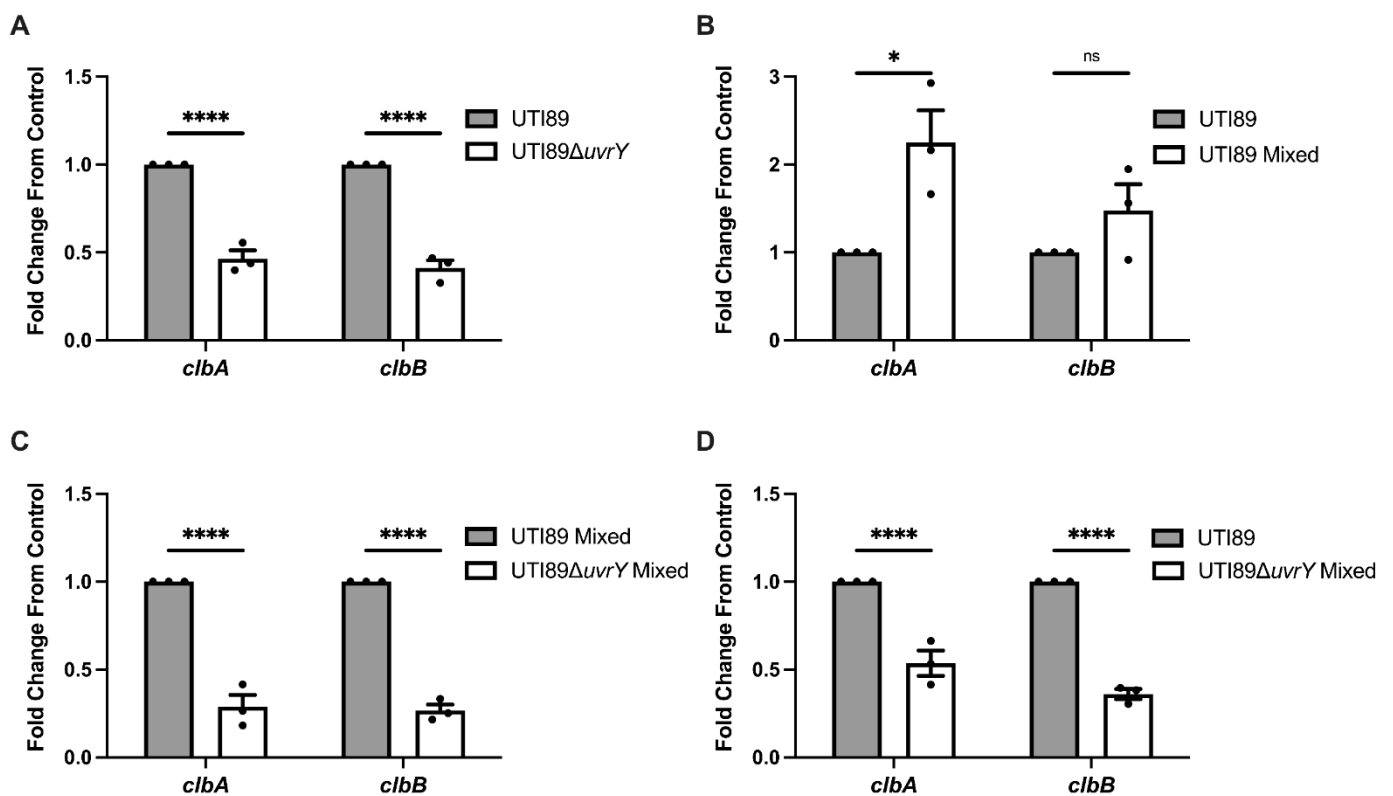 A
Fold Change From Control
1.5
1.0
0.5
0.0
****
****
clbA
clbB
UTI89
UTI89ΔuvrY
B
Fold Change From Control
3
2
1
0
*
ns
clbA
clbB
UTI89
UTI89 Mixed
C
Fold Change From Control
1.5
1.0
0.5
0.0
****
****
clbA
clbB
UTI89 Mixed
UTI89ΔuvrY Mixed
D
Fold Change From Control
1.5
1.0
0.5
0.0
****
****
clbA
clbB
UTI89
UTI89ΔuvrY Mixed